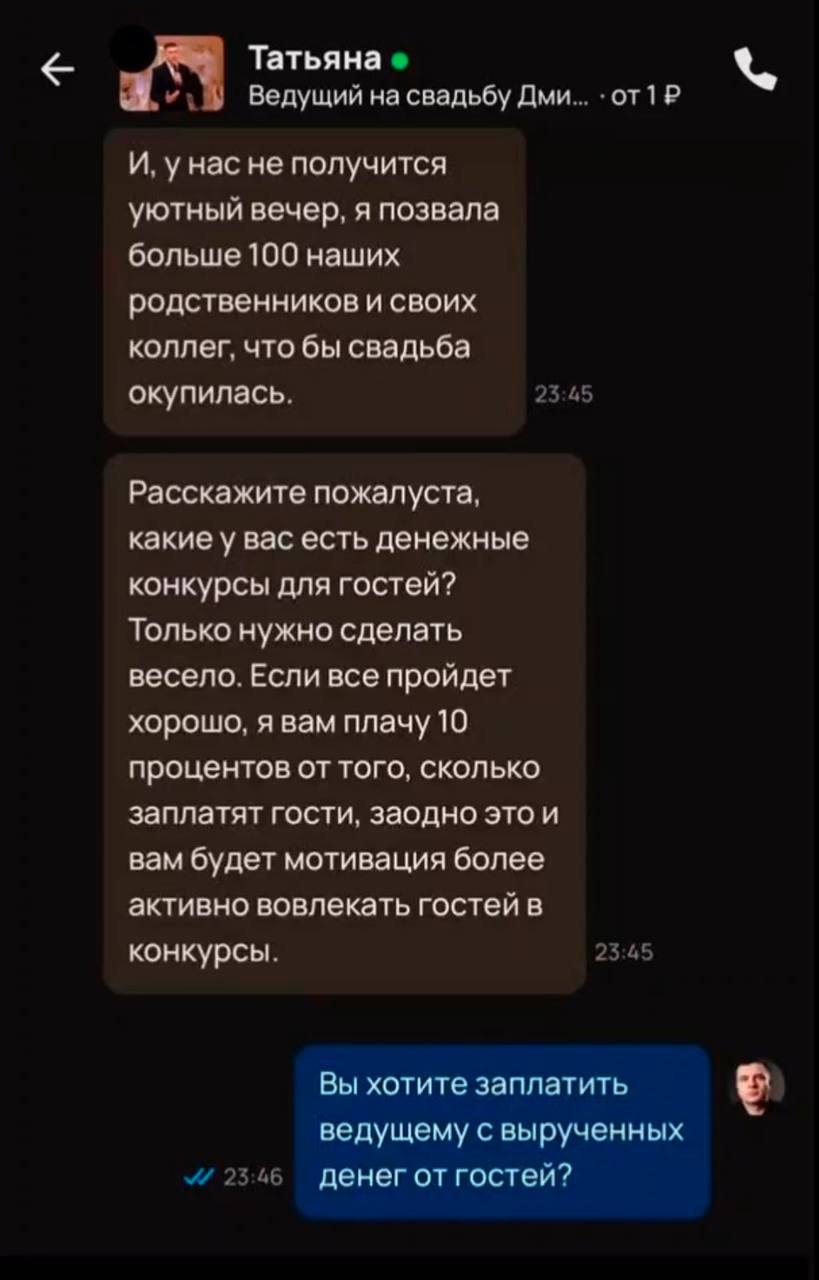 Татьяна
Ведущий на свадьбу Дми... · от 1 ₽
И, у нас не получится
уютный вечер, я позвала
больше 100 наших
родственников и своих
коллег, что бы свадьба
окупилась.
23:45
Расскажите пожалуста,
какие у вас есть денежные
конкурсы для гостей?
Только нужно сделать
весело. Если все пройдет
хорошо, я вам плачу 10
процентов от того, сколько
заплатят гости, заодно это и
вам будет мотивация более
активно вовлекать гостей в
конкурсы.
23:45
Вы хотите заплатить
ведущему с вырученных
денег от гостей?
23:46